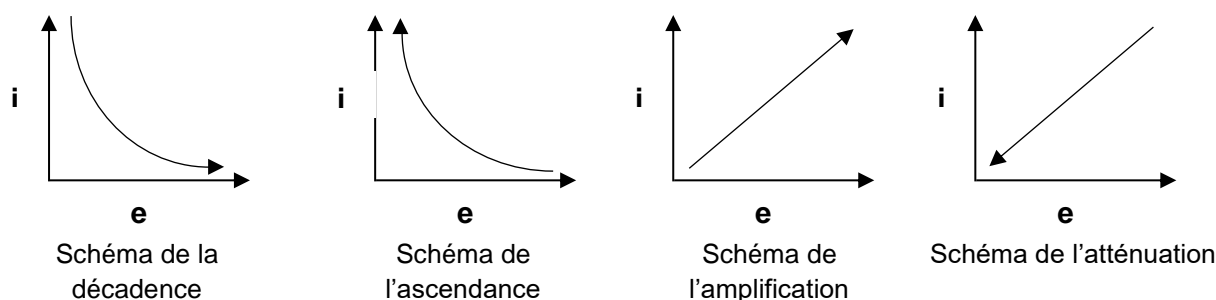 i
e
Schéma de la
décadence
i
e
Schéma de
l'ascendance
i
e
Schéma de
l'amplification
i
e
Schéma de l'atténuation